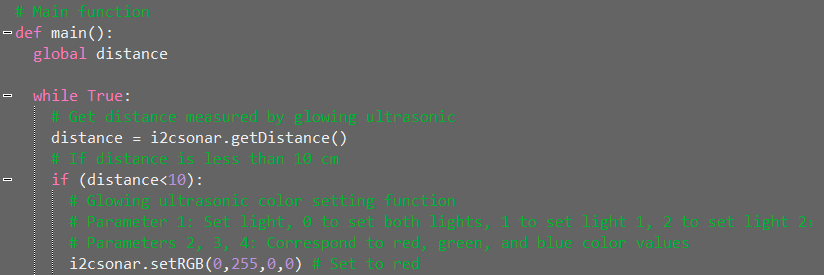 # Main function
def main():
global distance
while True:
# Get distance measured by glowing ultrasonic
distance = i2csonar.getDistance()
# If distance is less than 10 cm
if (distance<10):
# Glowing ultrasonic color setting function
# Parameter 1: Set light, 0 to set both lights, 1 to set light 1, 2 to set light 2,
# Parameters 2, 3, 4: Correspond to red, green, and blue color values
i2csonar.setRGB(0,255,0,0) # Set to red